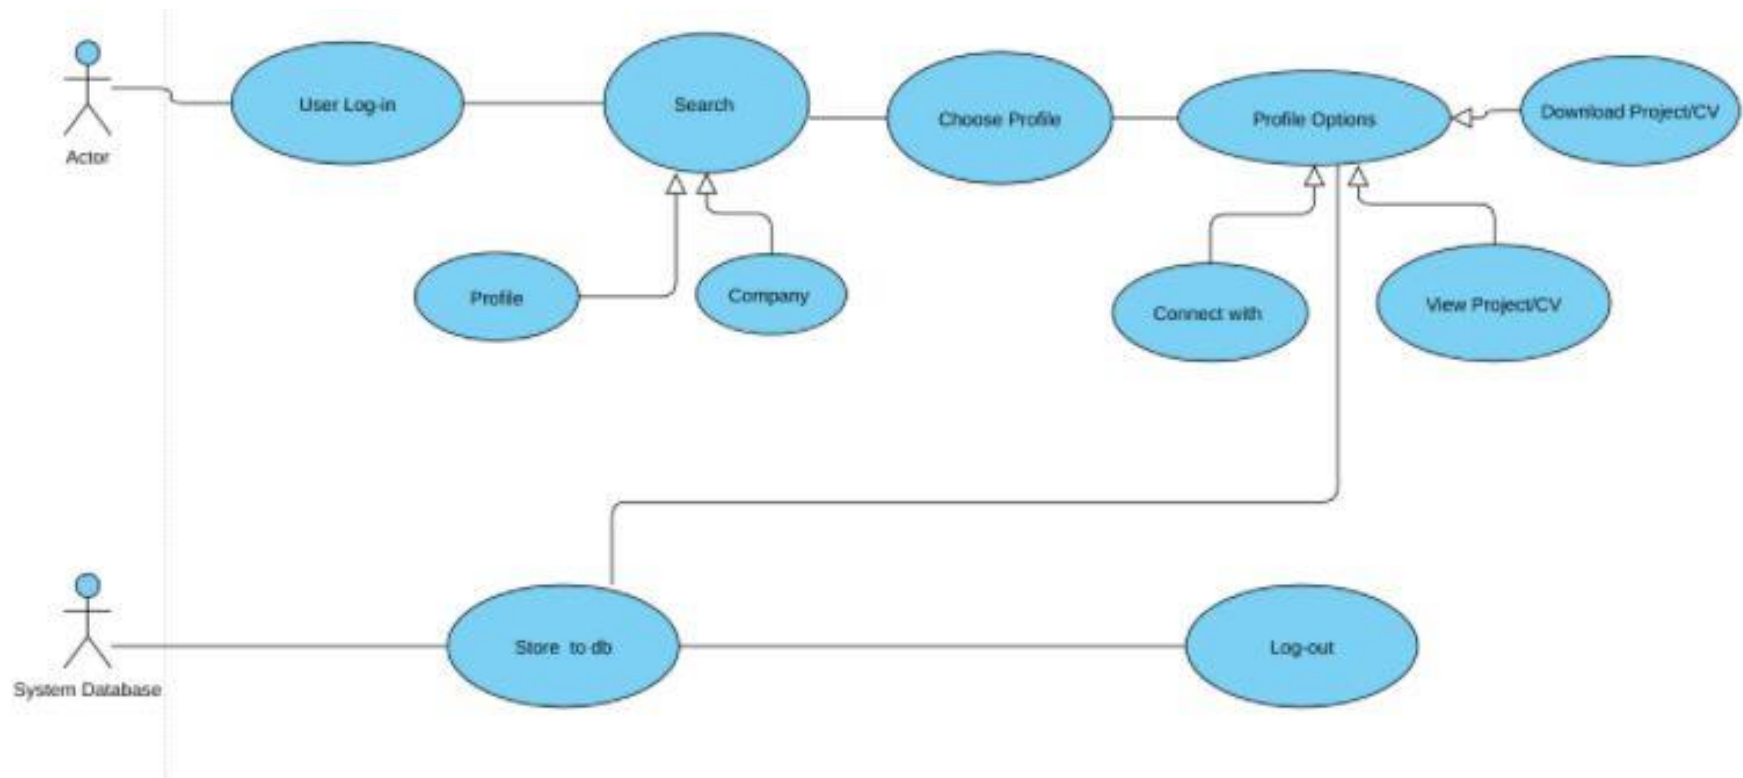 User Log-in
Search
Choose Profile
Profile Options
Download Project/CV
Actor
Profile
Company
Connect with
View Project/CV
Store to db
Log-out
System Database